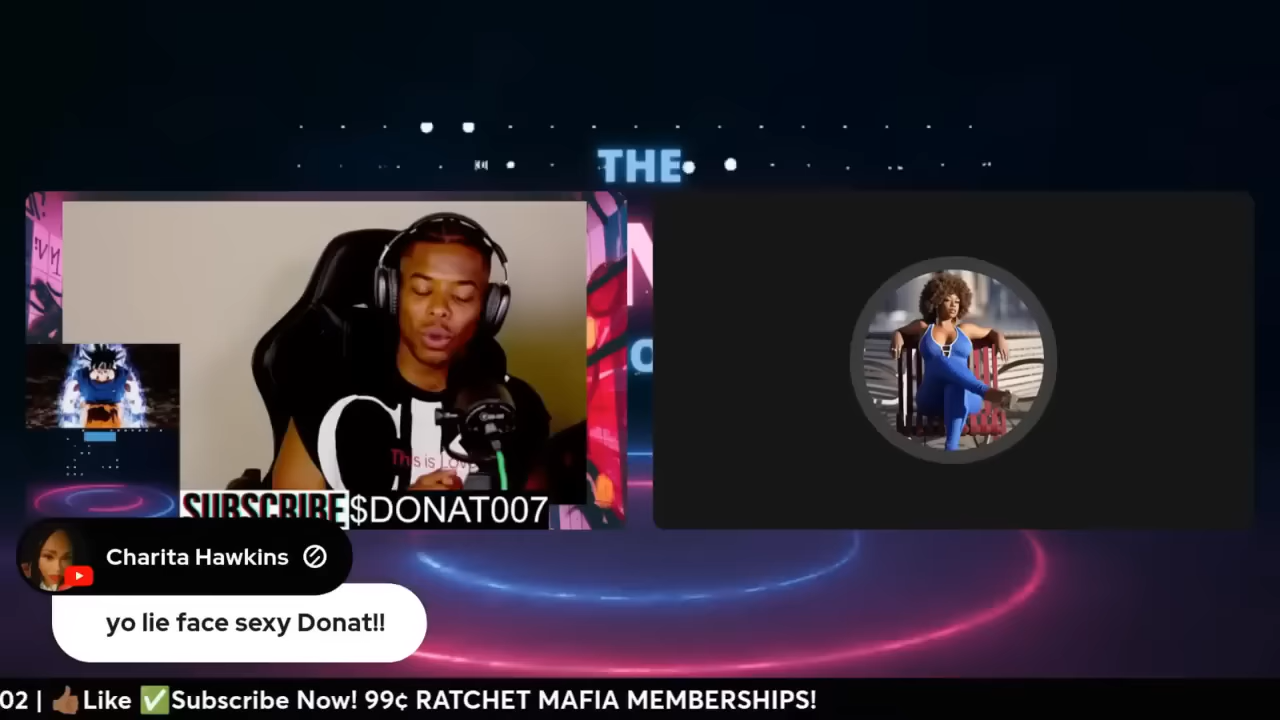 THE
This is Love
SUBSCRIBE $DONAT007
Charita Hawkins
yo lie face sexy Donat!!
02 | 👍🏾Like ✅Subscribe Now! 99¢ RATCHET MAFIA MEMBERSHIPS!